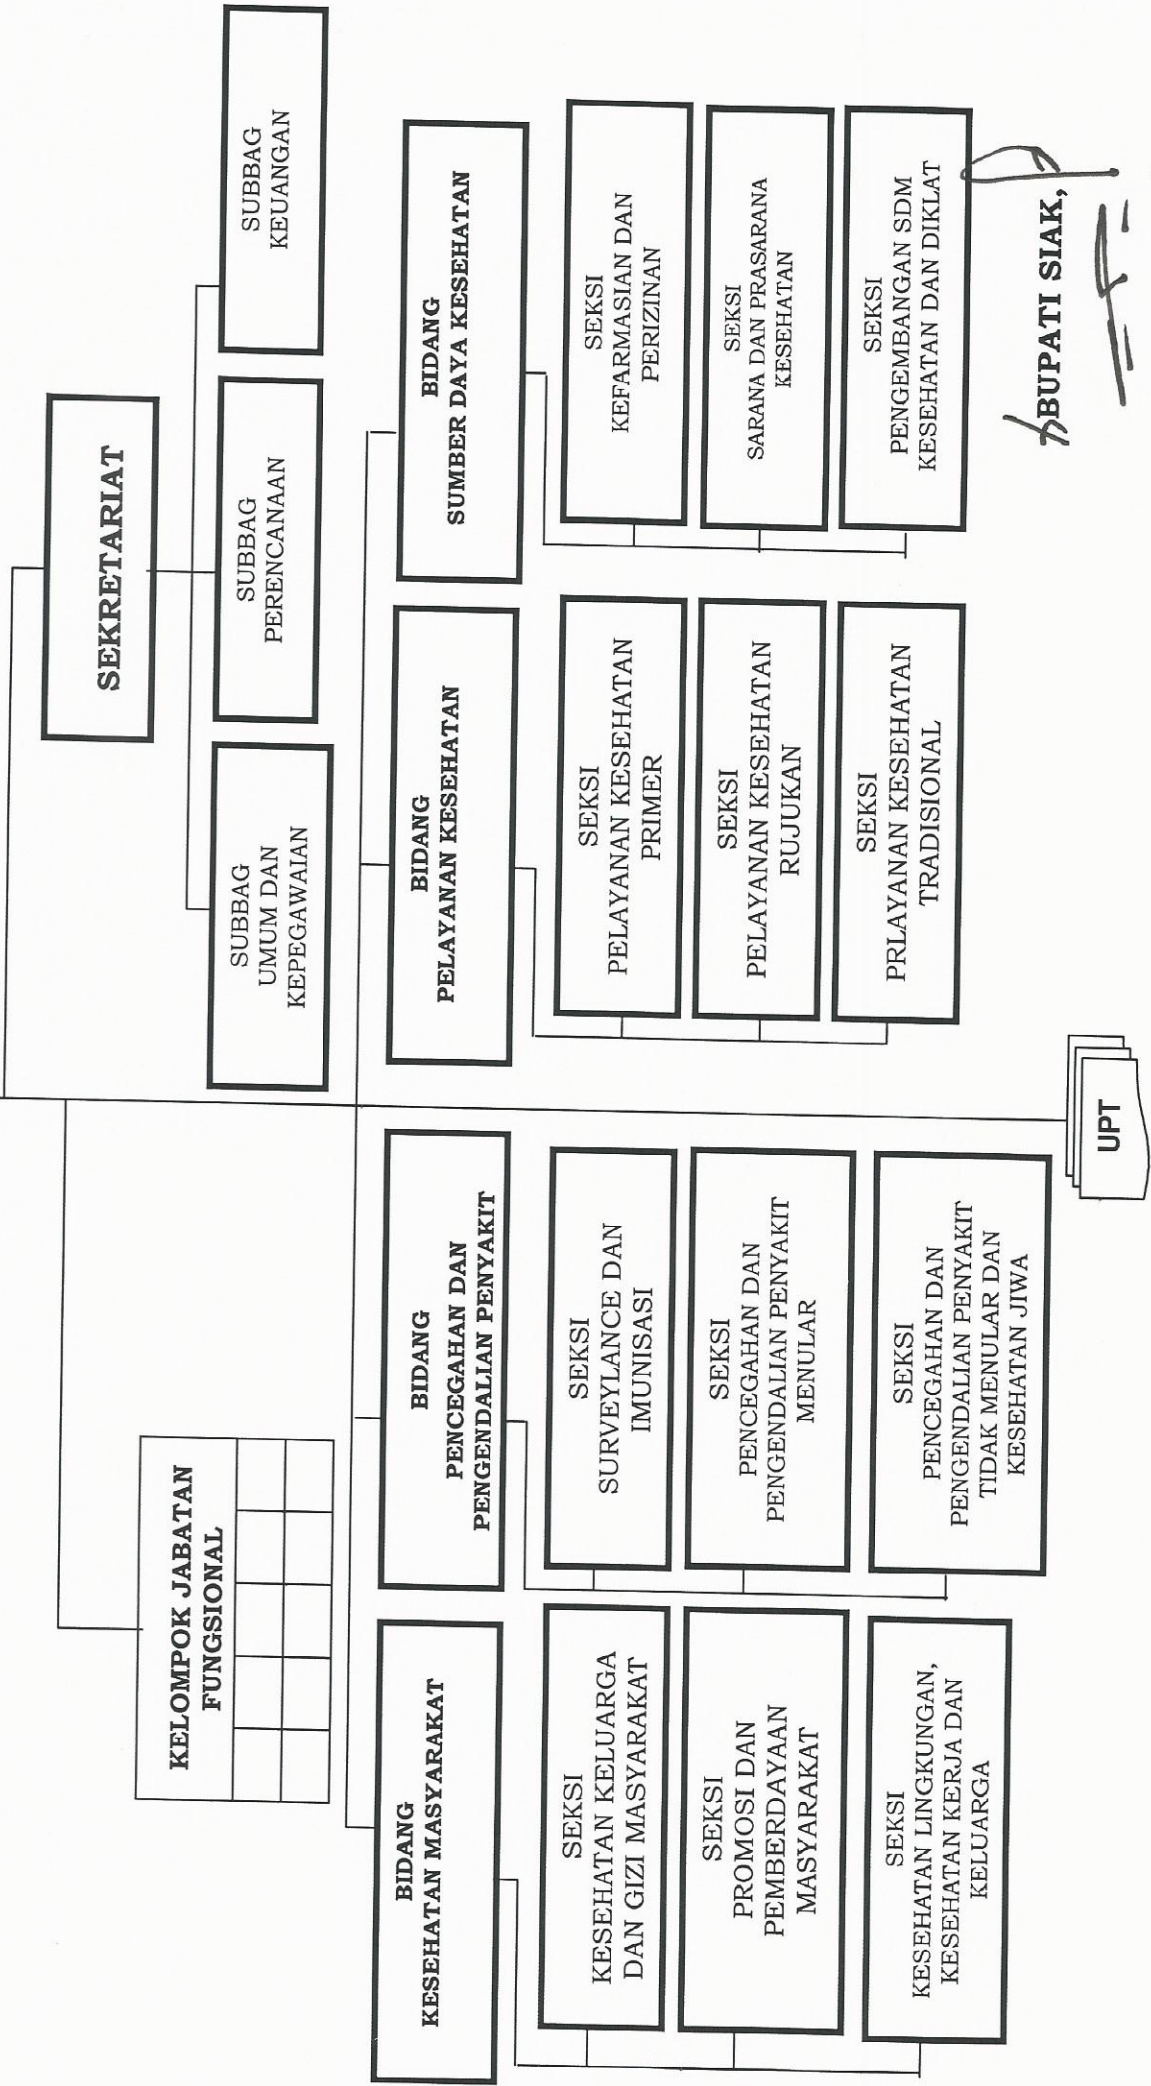 SEKRETARIAT
KELOMPOK JABATAN
FUNGSIONAL
SUBBAG
UMUM DAN
KEPEGAWAIAN
SUBBAG
PERENCANAAN
SUBBAG
KEUANGAN
BIDANG
KESEHATAN MASYARAKAT
BIDANG
PENCEGAHAN DAN
PENGENDALIAN PENYAKIT
BIDANG
PELAYANAN KESEHATAN
BIDANG
SUMBER DAYA KESEHATAN
SEKSI
KESEHATAN KELUARGA
DAN GIZI MASYARAKAT
SEKSI
SURVEYLANCE DAN
IMUNISASI
SEKSI
PELAYANAN KESEHATAN
PRIMER
SEKSI
KEFARMASIAN DAN
PERIZINAN
SEKSI
PROMOSI DAN
PEMBERDAYAAN
MASYARAKAT
SEKSI
PENCEGAHAN DAN
PENGENDALIAN PENYAKIT
MENULAR
SEKSI
PELAYANAN KESEHATAN
RUJUKAN
SEKSI
SARANA DAN PRASARANA
KESEHATAN
SEKSI
KESEHATAN LINGKUNGAN,
KESEHATAN KERJA DAN
KELUARGA
SEKSI
PENCEGAHAN DAN
PENGENDALIAN PENYAKIT
TIDAK MENULAR DAN
KESEHATAN JIWA
SEKSI
PRLAYANAN KESEHATAN
TRADISIONAL
SEKSI
PENGEMBANGAN SDM
KESEHATAN DAN DIKLAT
UPT
BUPATI SIAK,